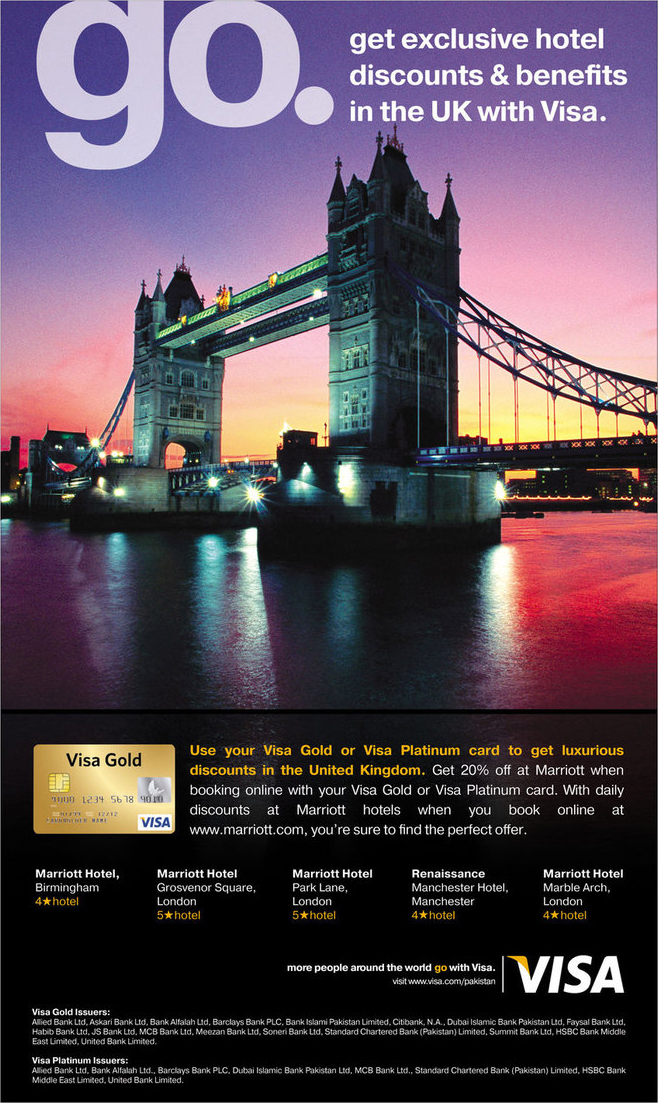 go.
get exclusive hotel
discounts & benefits
in the UK with Visa.
Visa Gold
4000 1234 5678 9010
VISA
Use your Visa Gold or Visa Platinum card to get luxurious
discounts in the United Kingdom. Get 20% off at Marriott when
booking online with your Visa Gold or Visa Platinum card. With daily
discounts at Marriott hotels when you book online at
www.marriott.com, you're sure to find the perfect offer.
Marriott Hotel,
Birmingham
4★hotel
Marriott Hotel
Grosvenor Square,
London
5★hotel
Marriott Hotel
Park Lane,
London
5★hotel
Renaissance
Manchester Hotel,
Manchester
4★hotel
Marriott Hotel
Marble Arch,
London
4★hotel
more people around the world go with Visa.
visit www.visa.com/pakistan
VISA
Visa Gold Issuers:
Allied Bank Ltd, Askari Bank Ltd, Bank Alfalah Ltd, Barclays Bank PLC, Bank Islami Pakistan Limited, Citibank, N.A., Dubai Islamic Bank Pakistan Ltd, Faysal Bank Ltd,
Habib Bank Ltd, JS Bank Ltd, MCB Bank Ltd, Meezan Bank Ltd, Soneri Bank Ltd, Standard Chartered Bank (Pakistan) Limited, Summit Bank Ltd, HSBC Bank Middle
East Limited, United Bank Limited.
Visa Platinum Issuers:
Allied Bank Ltd, Bank Alfalah Ltd., Barclays Bank PLC, Dubai Islamic Bank Pakistan Ltd, MCB Bank Ltd., Standard Chartered Bank (Pakistan) Limited, HSBC Bank
Middle East Limited, United Bank Limited.